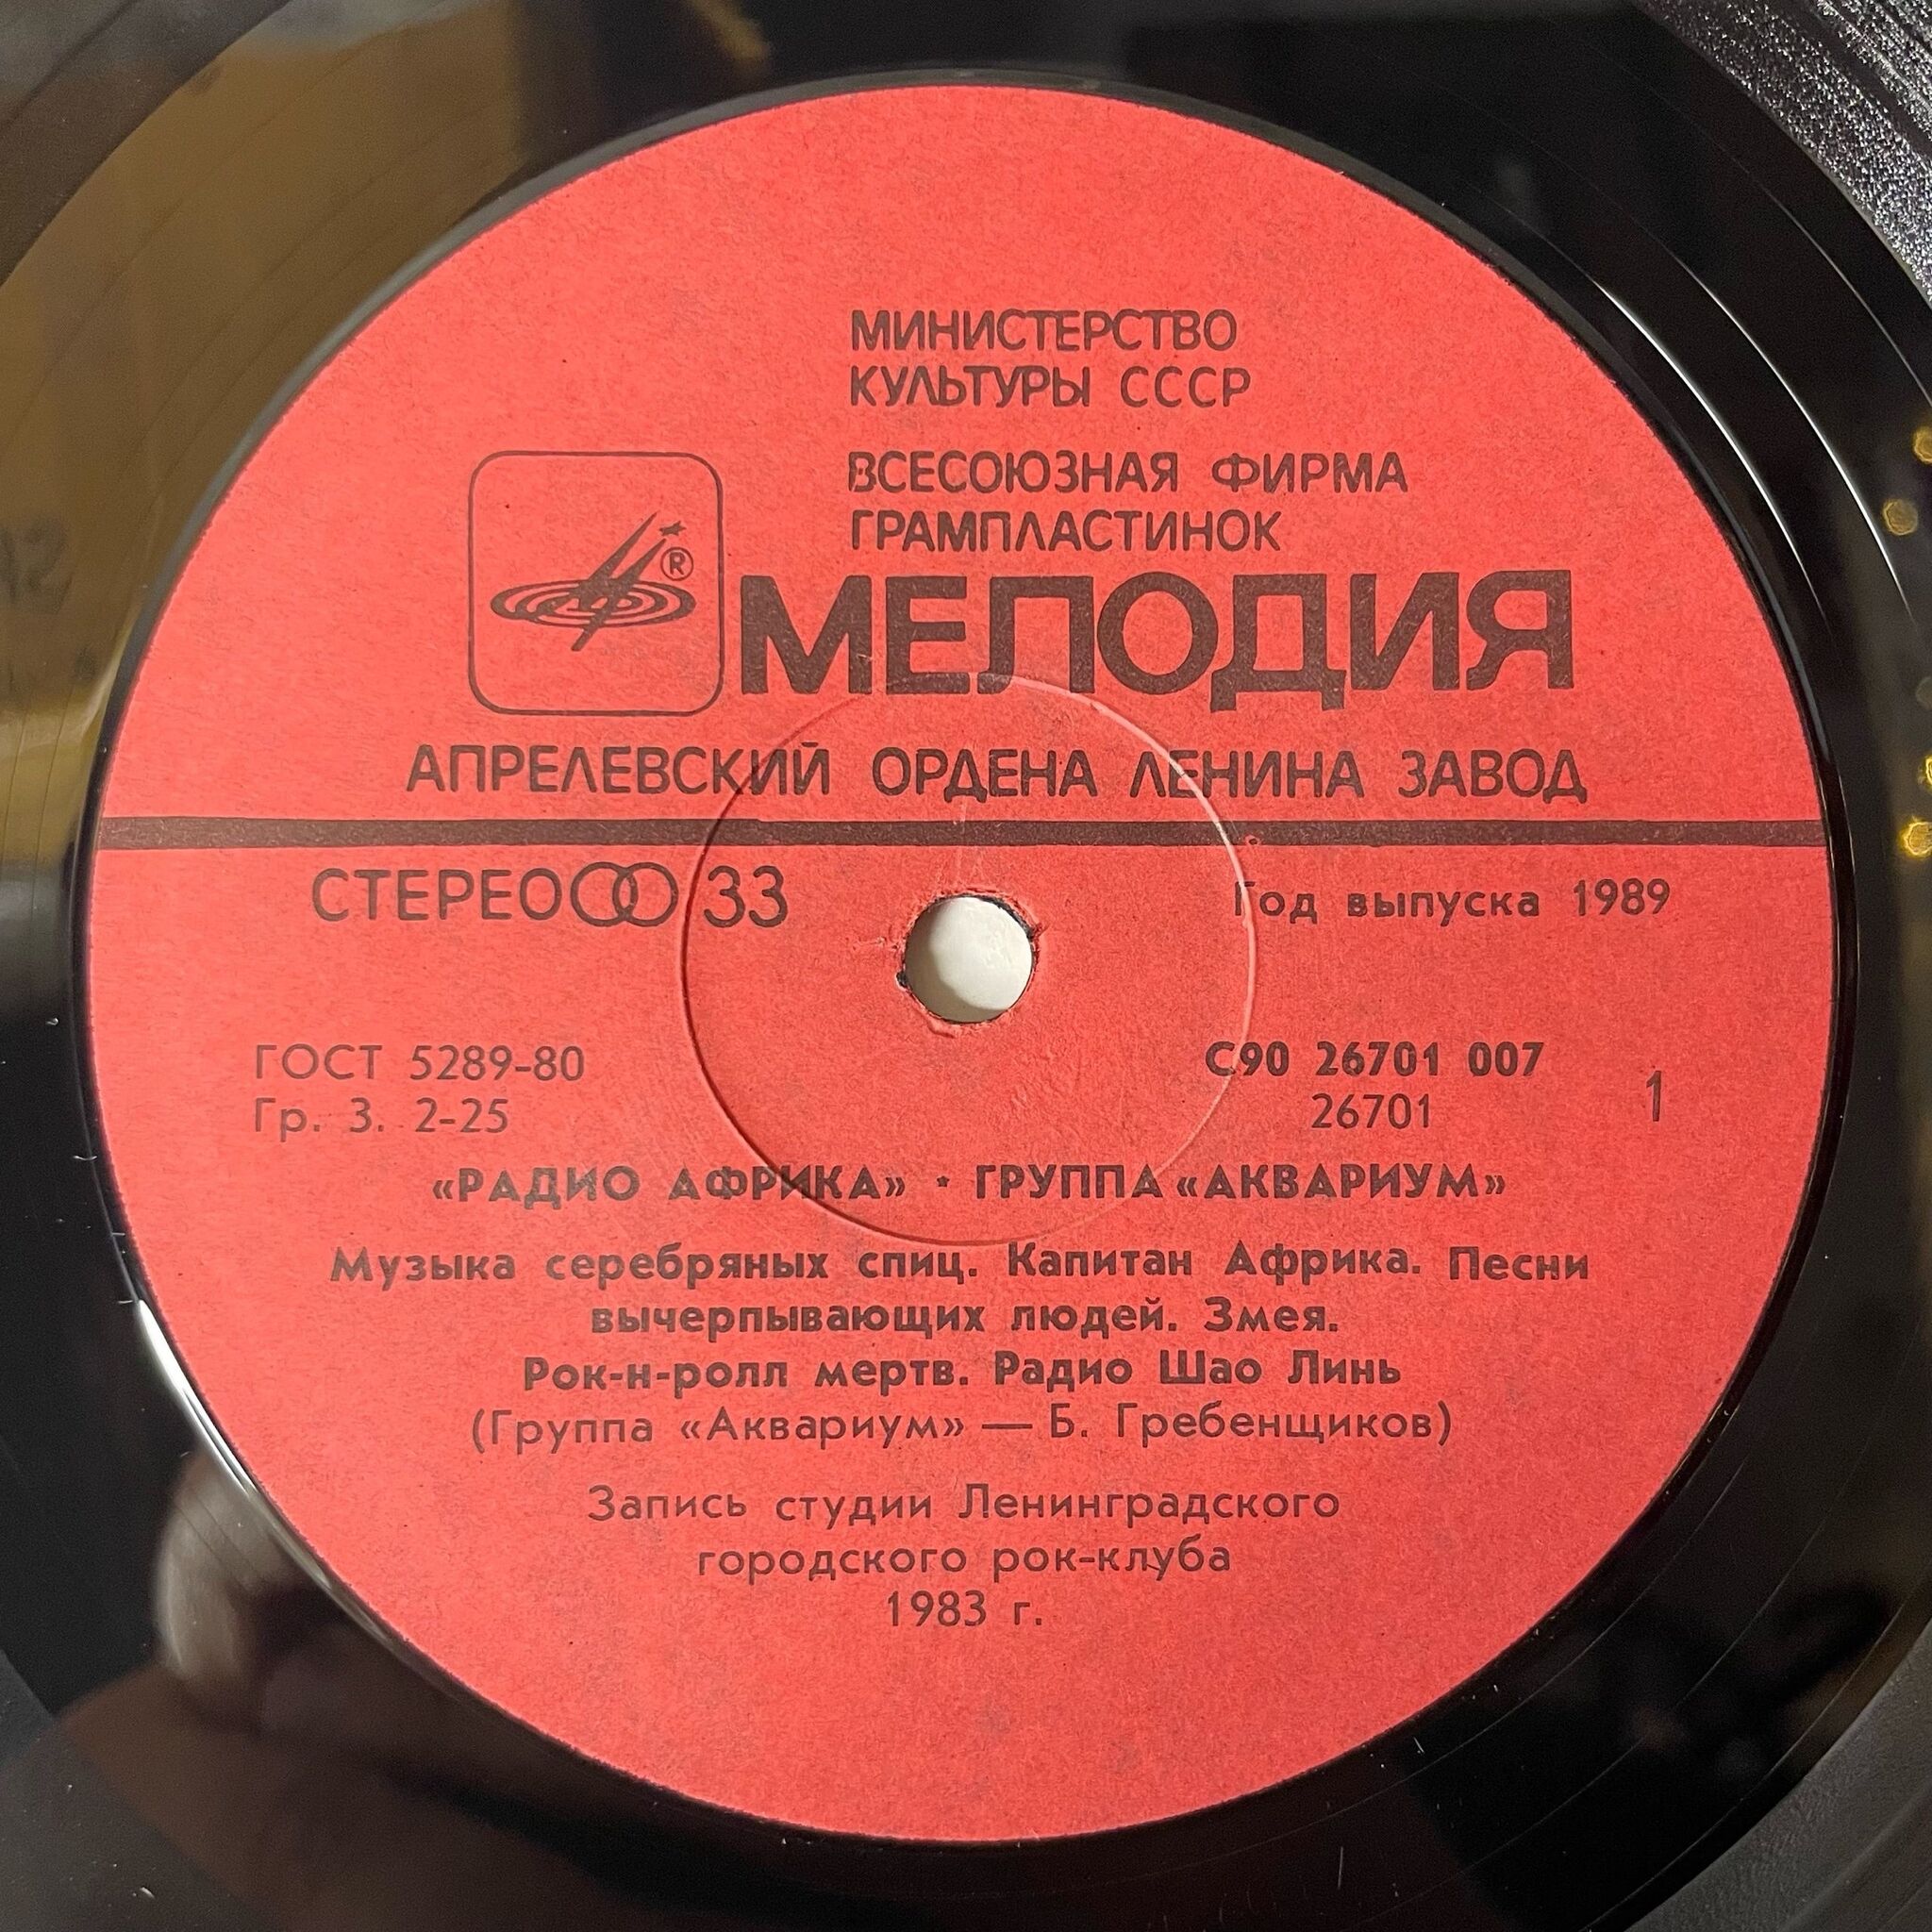 МИНИСТЕРСТВО
КУЛЬТУРЫ СССР
ВСЕСОЮЗНАЯ ФИРМА
ГРАМПЛАСТИНОК
®
МЕЛОДИЯ
АПРЕЛЕВСКИЙ ОРДЕНА ЛЕНИНА ЗАВОД
СТЕРЕО 33
Год выпуска 1989
ГОСТ 5289-80
Гр. 3. 2-25
С90 26701 007
26701
1
«РАДИО АФРИКА» · ГРУППА «АКВАРИУМ»
Музыка серебряных спиц. Капитан Африка. Песни
вычерпывающих людей. Змея.
Рок-н-ролл мертв. Радио Шао Линь
(Группа «Аквариум» — Б. Гребенщиков)
Запись студии Ленинградского
городского рок-клуба
1983 г.